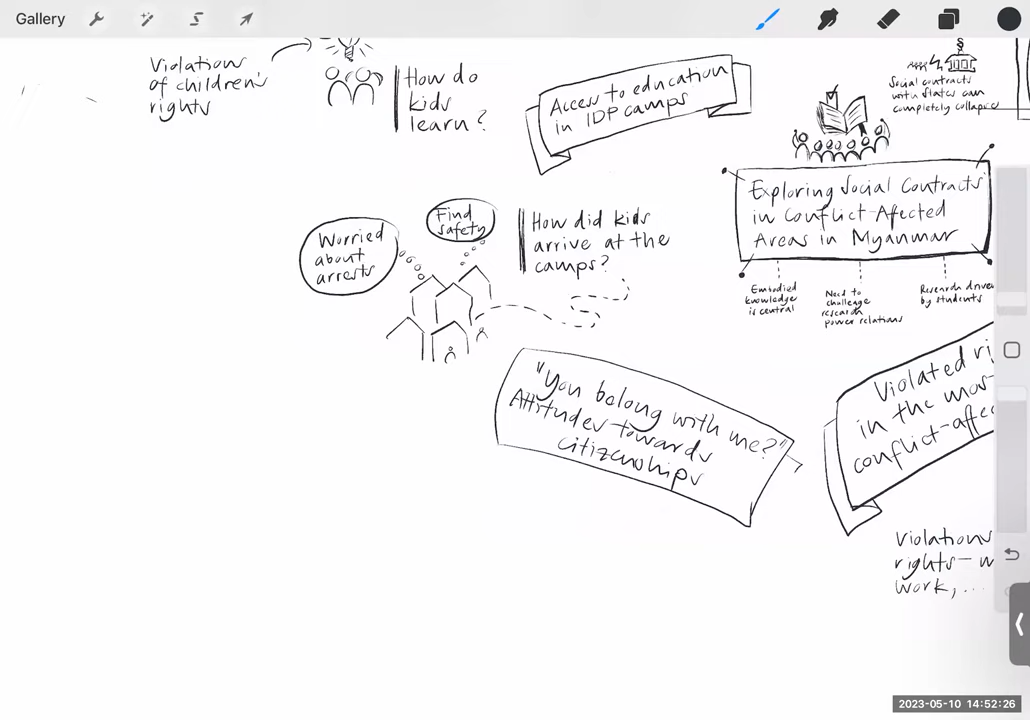 Gallery
Violations
of children's
rights
How do
kids
learn?
Access to education
in IDP camps
Social contracts
with States can
completely collapse
Exploring Social Contracts
in Conflict-Affected
Areas in Myanmar
Embodied
knowledge
is central
Need to
challenge
research
power relations
Research driven
by students
Worried
about
arrests
Find
safety
How did kids
arrive at the
camps?
"You belong with me?"
Attitudes towards
citizenships
Violated ri
in the mos
conflict-affec
Violations
rights – w
work, ...
2023-05-10 14:52:26